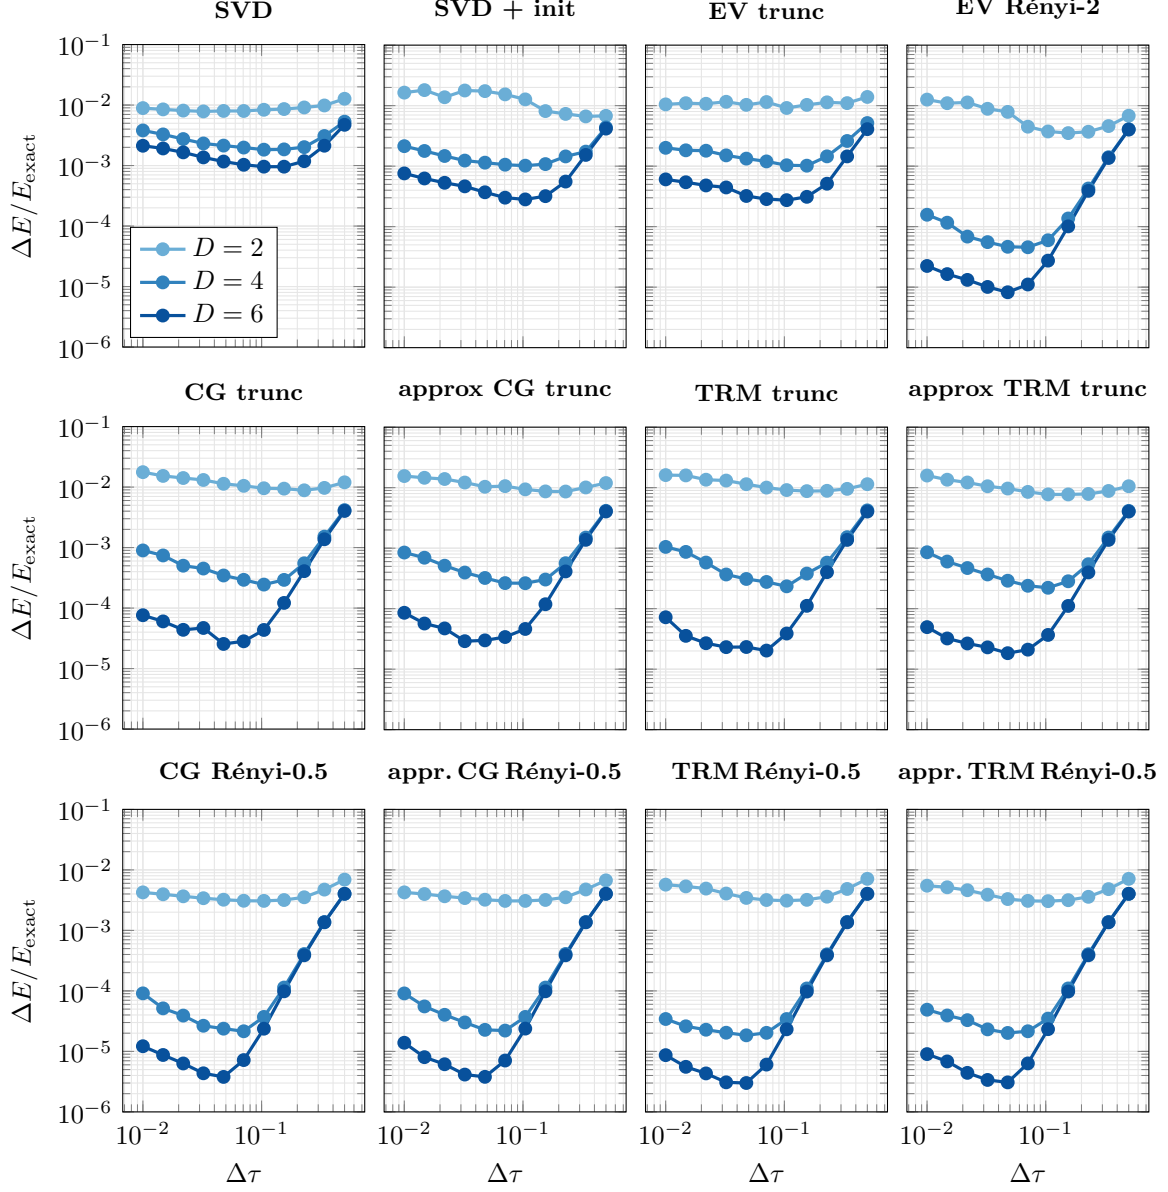 SVD
SVD + init
EV trunc
EV Rényi-2
10⁻¹
10⁻²
10⁻³
10⁻⁴
10⁻⁵
10⁻⁶
ΔE/E_exact
D = 2
D = 4
D = 6
CG trunc
approx CG trunc
TRM trunc
approx TRM trunc
10⁻¹
10⁻²
10⁻³
10⁻⁴
10⁻⁵
10⁻⁶
ΔE/E_exact
CG Rényi-0.5
appr. CG Rényi-0.5
TRM Rényi-0.5
appr. TRM Rényi-0.5
10⁻¹
10⁻²
10⁻³
10⁻⁴
10⁻⁵
10⁻⁶
ΔE/E_exact
10⁻² 10⁻¹
10⁻² 10⁻¹
10⁻² 10⁻¹
10⁻² 10⁻¹
Δτ
Δτ
Δτ
Δτ